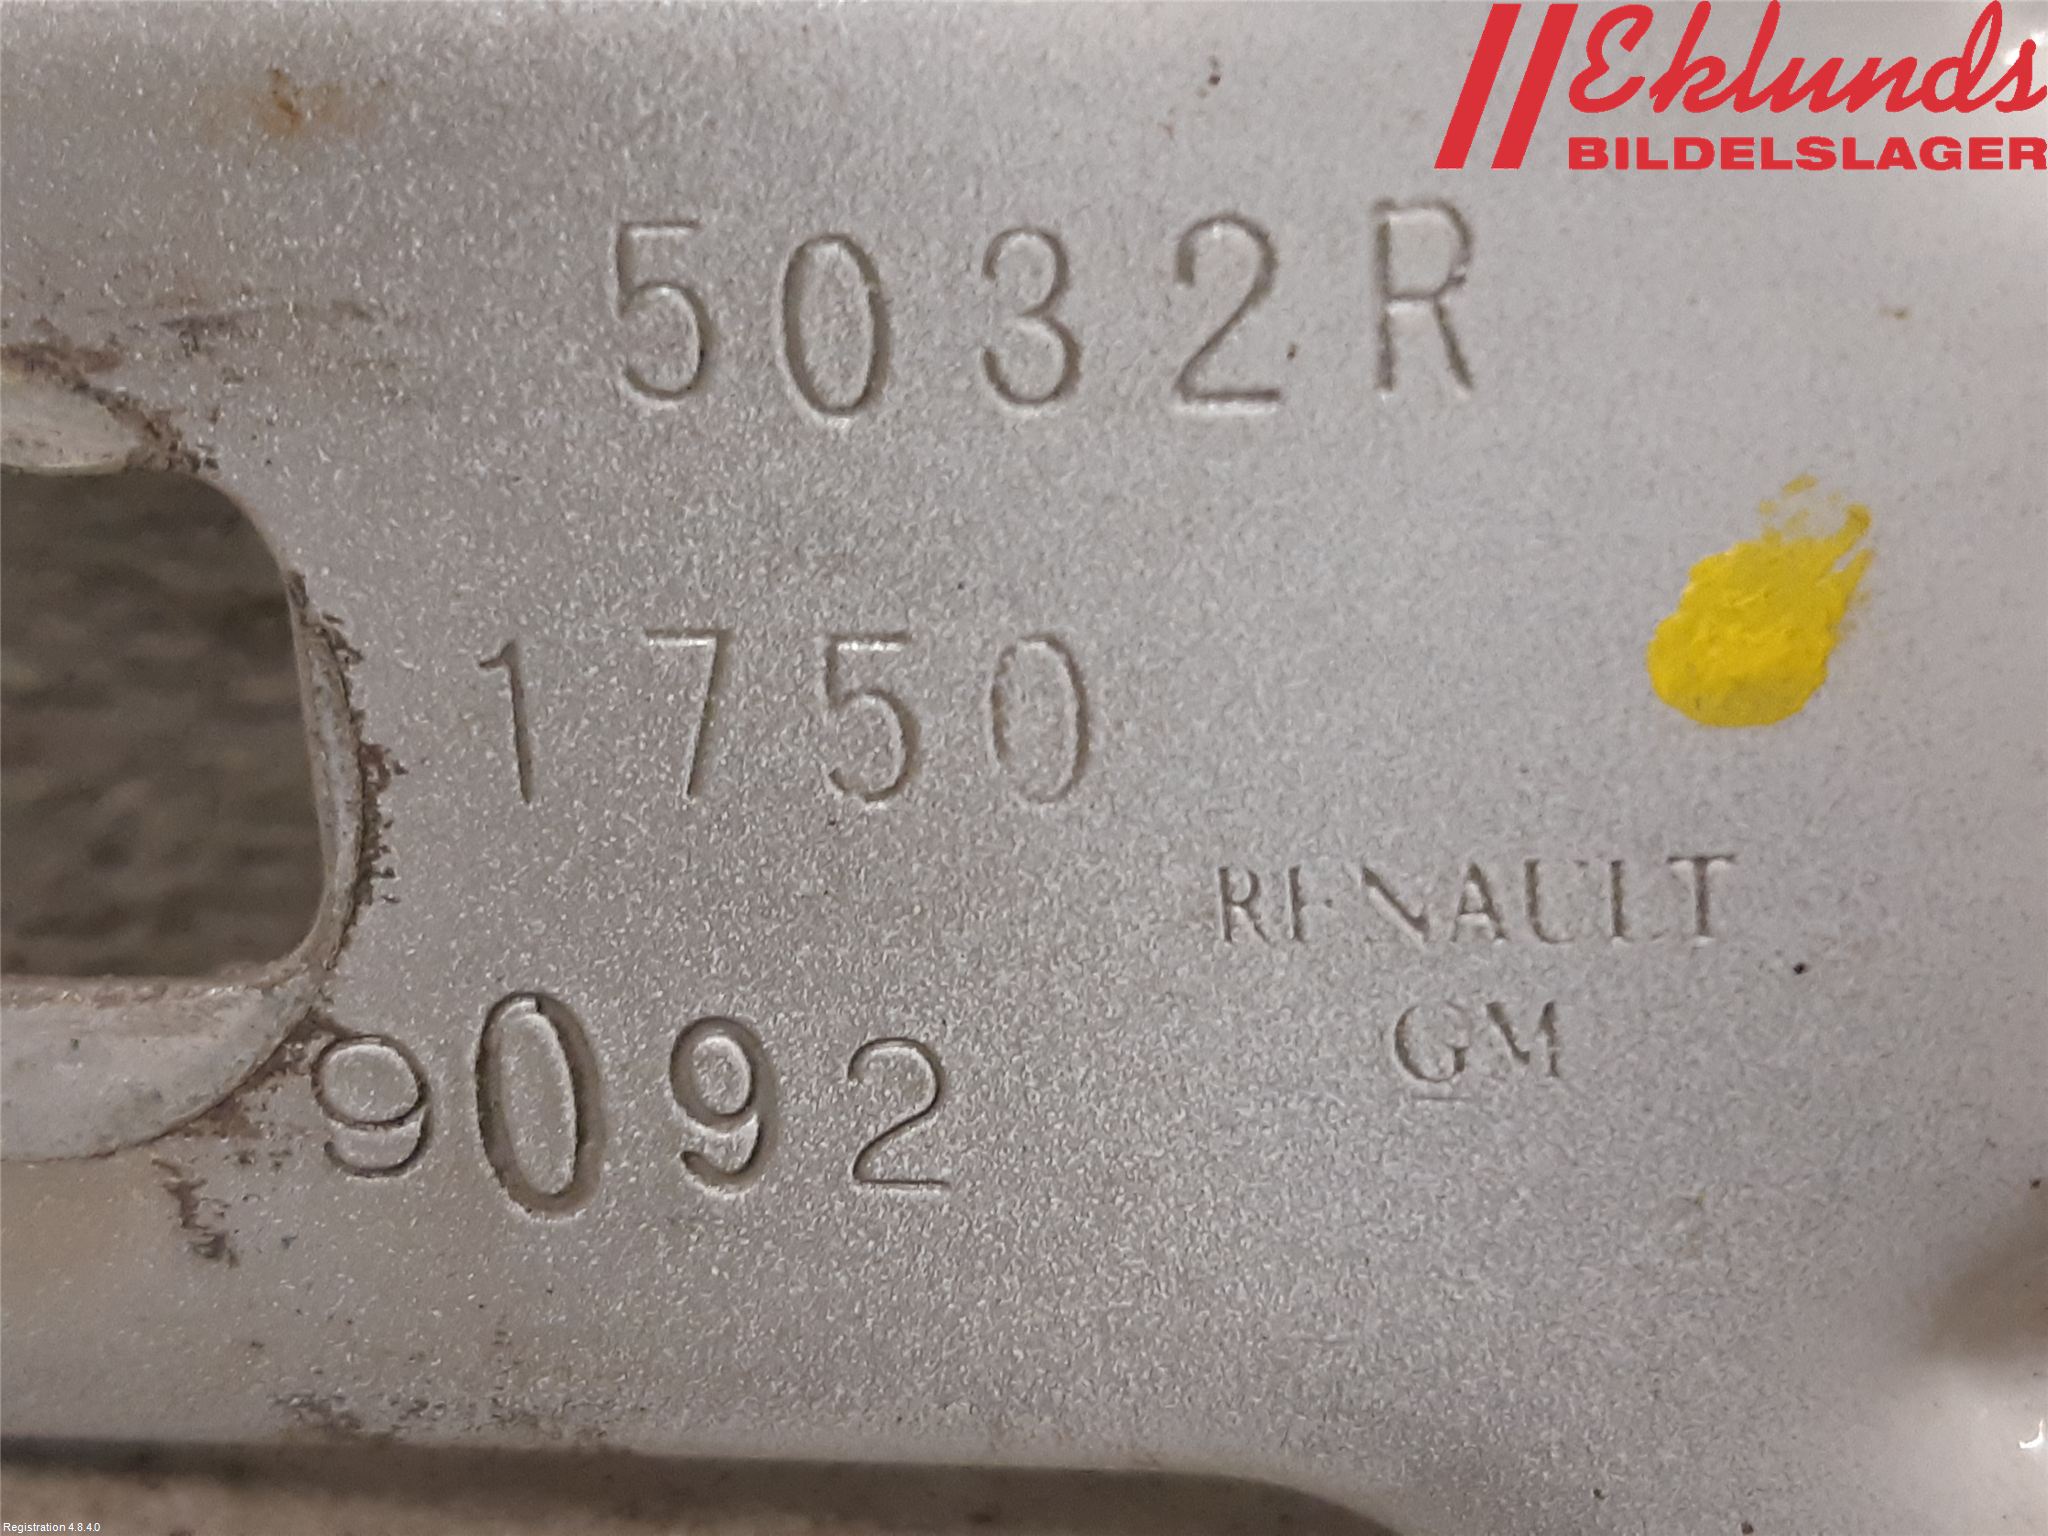 Eklunds
BILDELSLAGER
5032R
1750
RENAULT
GM
9092
Registration 4.8.4.0